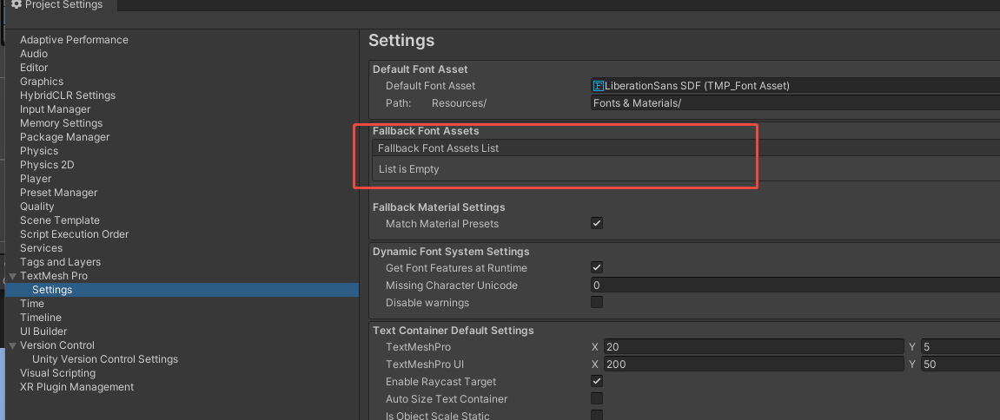 Project Settings
Adaptive Performance
Audio
Editor
Graphics
HybridCLR Settings
Input Manager
Memory Settings
Package Manager
Physics
Physics 2D
Player
Preset Manager
Quality
Scene Template
Script Execution Order
Services
Tags and Layers
TextMesh Pro
Settings
Time
Timeline
UI Builder
Version Control
Unity Version Control Settings
Visual Scripting
XR Plugin Management
Settings
Default Font Asset
Default Font Asset LiberationSans SDF (TMP_Font Asset)
Path: Resources/ Fonts & Materials/
Fallback Font Assets
Fallback Font Assets List
List is Empty
Fallback Material Settings
Match Material Presets
Dynamic Font System Settings
Get Font Features at Runtime
Missing Character Unicode 0
Disable warnings
Text Container Default Settings
TextMeshPro X 20 Y 5
TextMeshPro UI X 200 Y 50
Enable Raycast Target
Auto Size Text Container
Is Object Scale Static